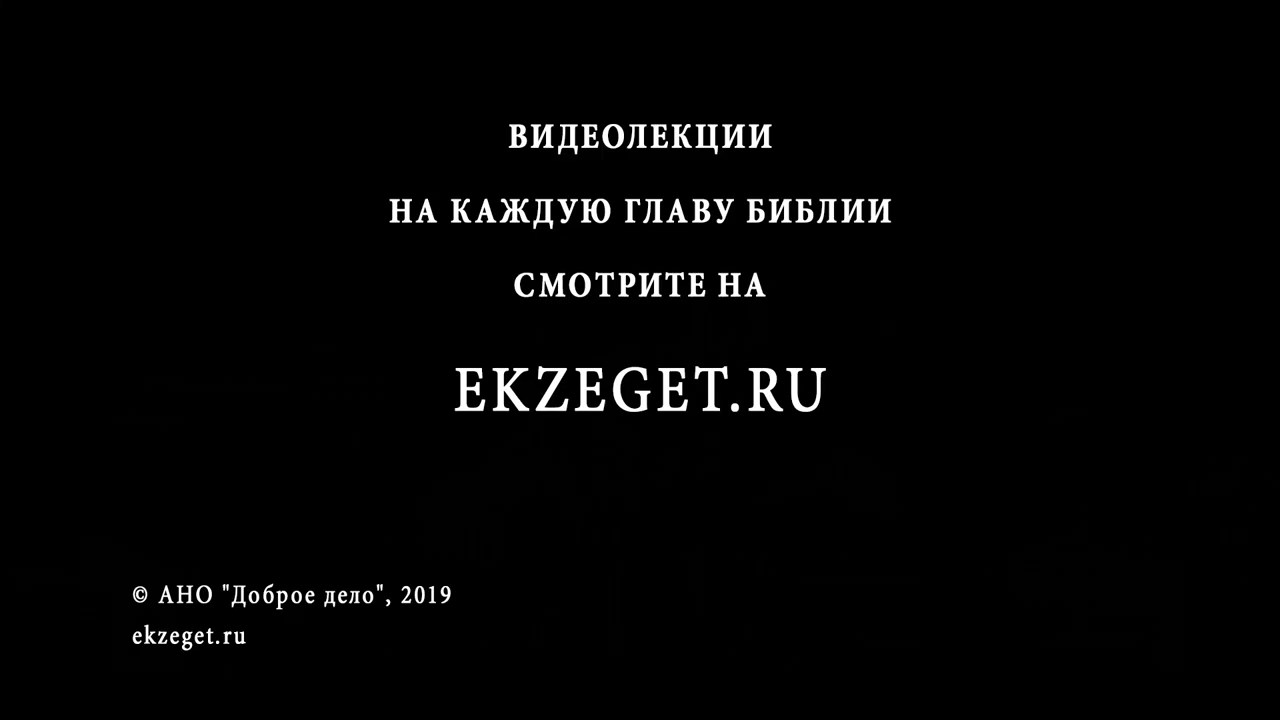 ВИДЕОЛЕКЦИИ
НА КАЖДУЮ ГЛАВУ БИБЛИИ
СМОТРИТЕ НА
EKZEGET.RU
© АНО "Доброе дело", 2019
ekzeget.ru